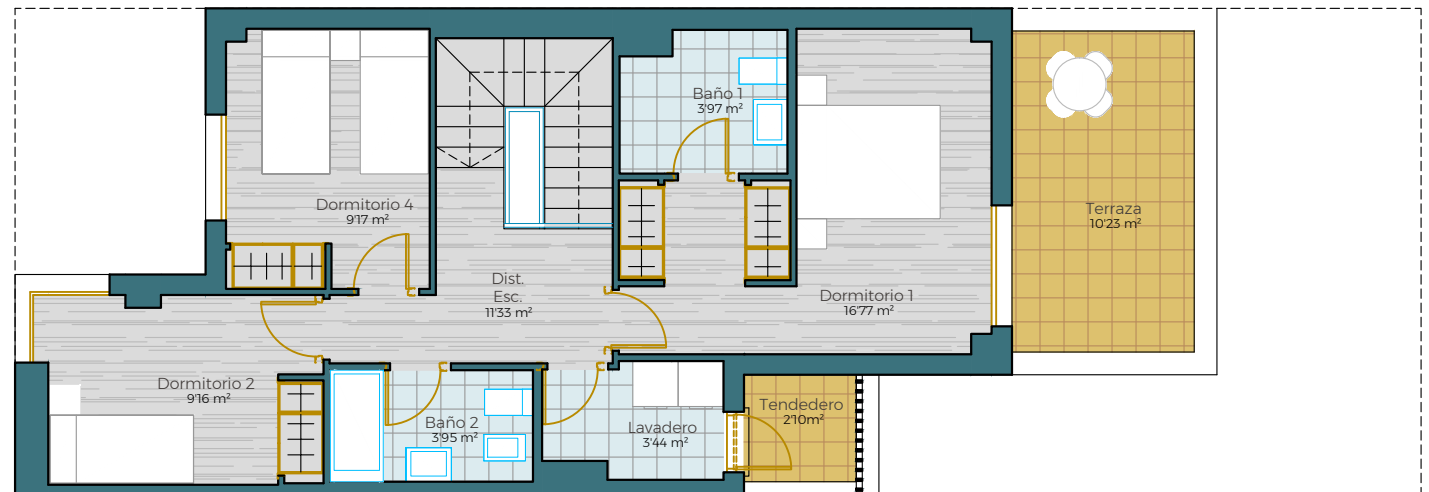 Baño 1
3'97 m²
Dormitorio 4
9'17 m²
Terraza
10'23 m²
Dist.
Esc.
11'33 m²
Dormitorio 1
16'77 m²
Dormitorio 2
9'16 m²
Baño 2
3'95 m²
Lavadero
3'44 m²
Tendedero
2'10m²